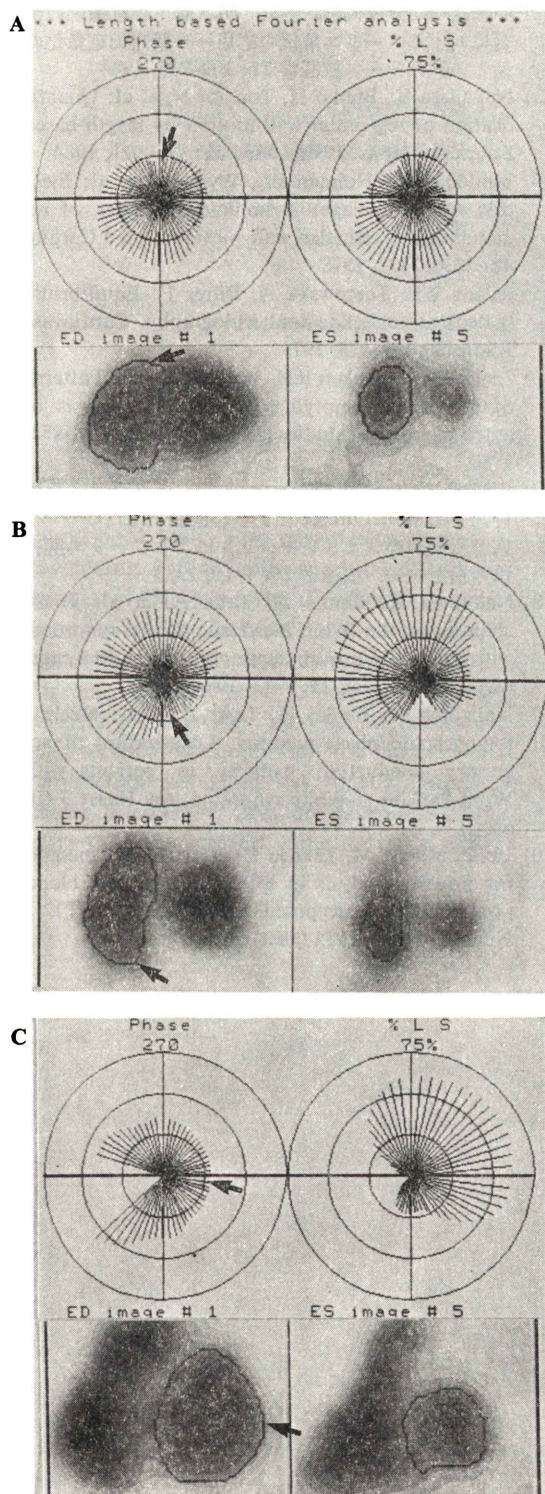 A
*** Length based Fourier analysis ***
Phase % L S
270 75%
ED image # 1 ES image # 5
B
Phase % L S
270 75%
ED image # 1 ES image # 5
C
Phase % L S
270 75%
ED image # 1 ES image # 5